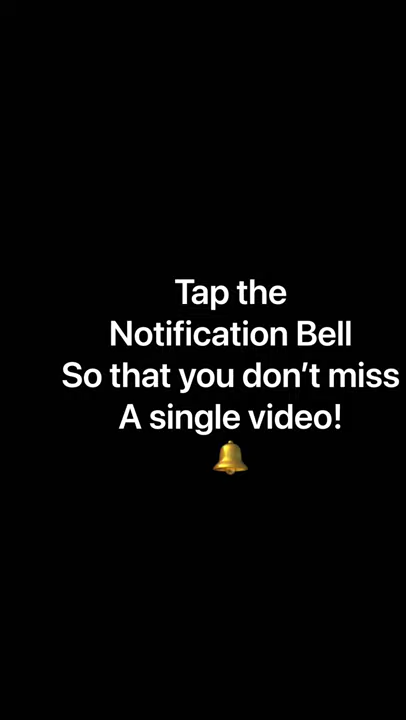 Tap the
Notification Bell
So that you don’t miss
A single video!
🔔